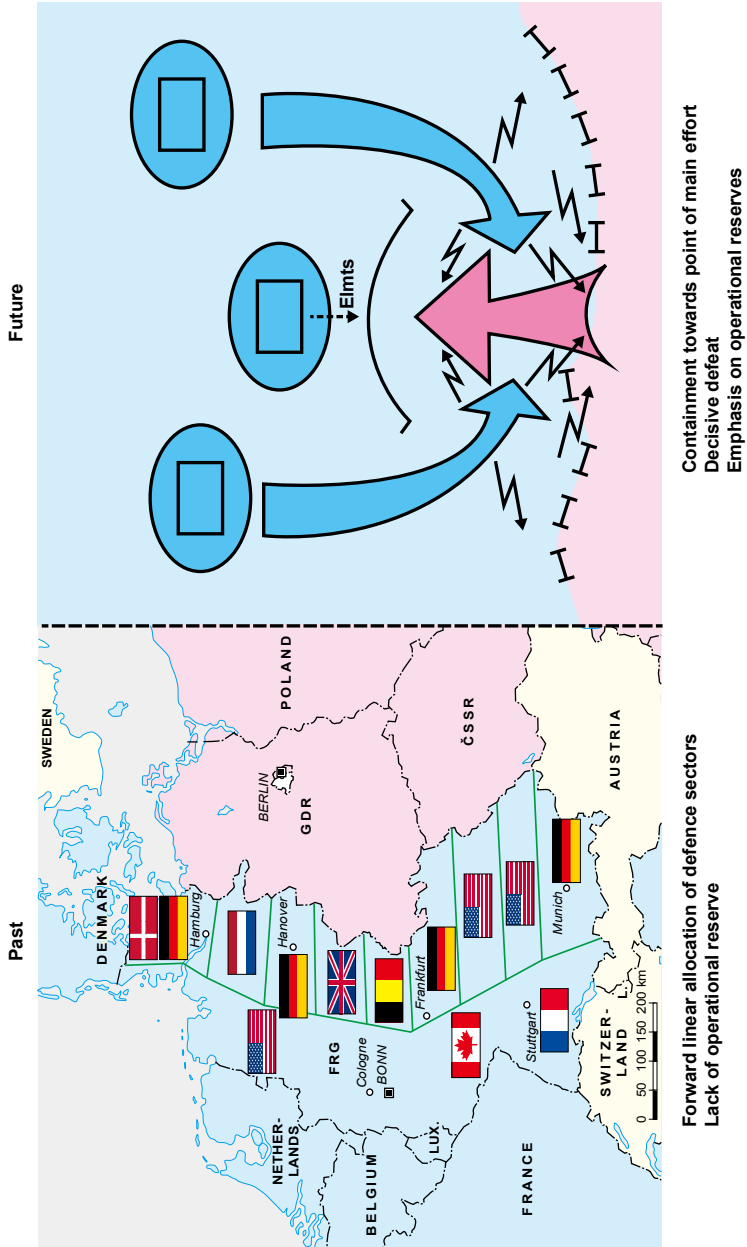 Past
Future
SWEDEN
DENMARK
Hamburg
BERLIN
POLAND
GDR
Hanover
NETHER-
LANDS
FRG
Cologne
BONN
BELGIUM
LUX.
Frankfurt
ČSSR
FRANCE
Stuttgart
Munich
SWITZER-
LAND
L.
AUSTRIA
0 50 100 150 200 km
Elmts
Forward linear allocation of defence sectors
Lack of operational reserve
Containment towards point of main effort
Decisive defeat
Emphasis on operational reserves